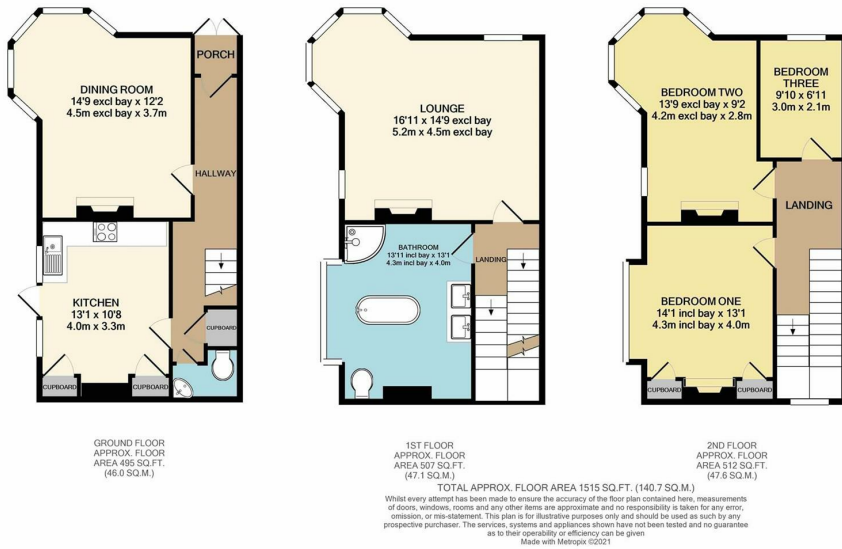 PORCH
DINING ROOM
14'9 excl bay x 12'2
4.5m excl bay x 3.7m
HALLWAY
KITCHEN
13'1 x 10'8
4.0m x 3.3m
CUPBOARD
CUPBOARD
CUPBOARD
GROUND FLOOR
APPROX. FLOOR
AREA 495 SQ.FT.
(46.0 SQ.M.)
LOUNGE
16'11 x 14'9 excl bay
5.2m x 4.5m excl bay
BATHROOM
13'11 incl bay x 13'1
4.3m incl bay x 4.0m
LANDING
1ST FLOOR
APPROX. FLOOR
AREA 507 SQ.FT.
(47.1 SQ.M.)
BEDROOM TWO
13'9 excl bay x 9'2
4.2m excl bay x 2.8m
BEDROOM
THREE
9'10 x 6'11
3.0m x 2.1m
LANDING
BEDROOM ONE
14'1 incl bay x 13'1
4.3m incl bay x 4.0m
CUPBOARD
CUPBOARD
2ND FLOOR
APPROX. FLOOR
AREA 512 SQ.FT.
(47.6 SQ.M.)
TOTAL APPROX. FLOOR AREA 1515 SQ.FT. (140.7 SQ.M.)
Whilst every attempt has been made to ensure the accuracy of the floor plan contained here, measurements
of doors, windows, rooms and any other items are approximate and no responsibility is taken for any error,
omission, or mis-statement. This plan is for illustrative purposes only and should be used as such by any
prospective purchaser. The services, systems and appliances shown have not been tested and no guarantee
as to their operability or efficiency can be given
Made with Metropix ©2021